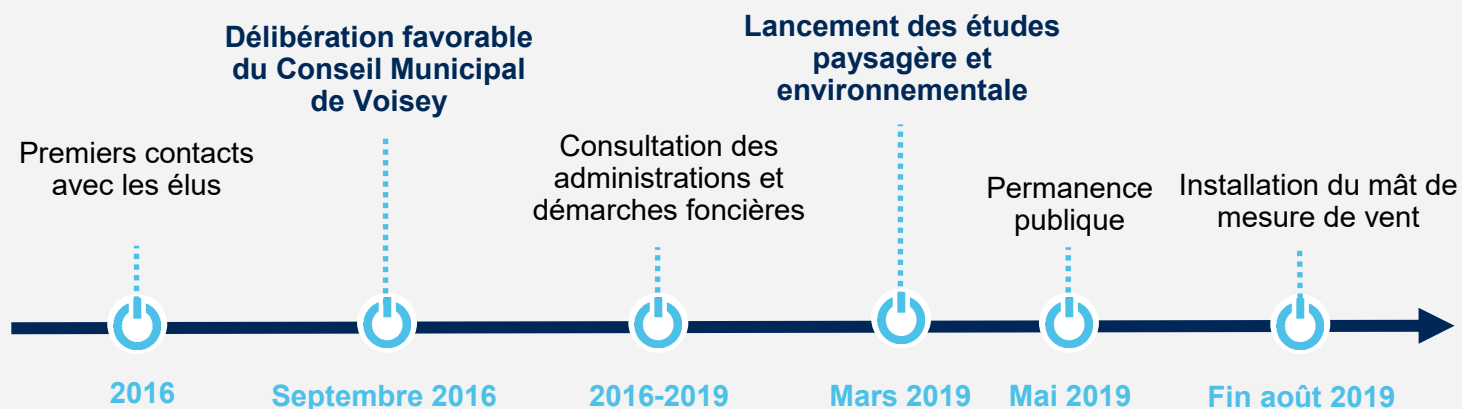 Premiers contacts
avec les élus
2016
Délibération favorable
du Conseil Municipal
de Voisey
Septembre 2016
Consultation des
administrations et
démarches foncières
2016-2019
Lancement des études
paysagère et
environnementale
Mars 2019
Permanence
publique
Mai 2019
Installation du mât de
mesure de vent
Fin août 2019